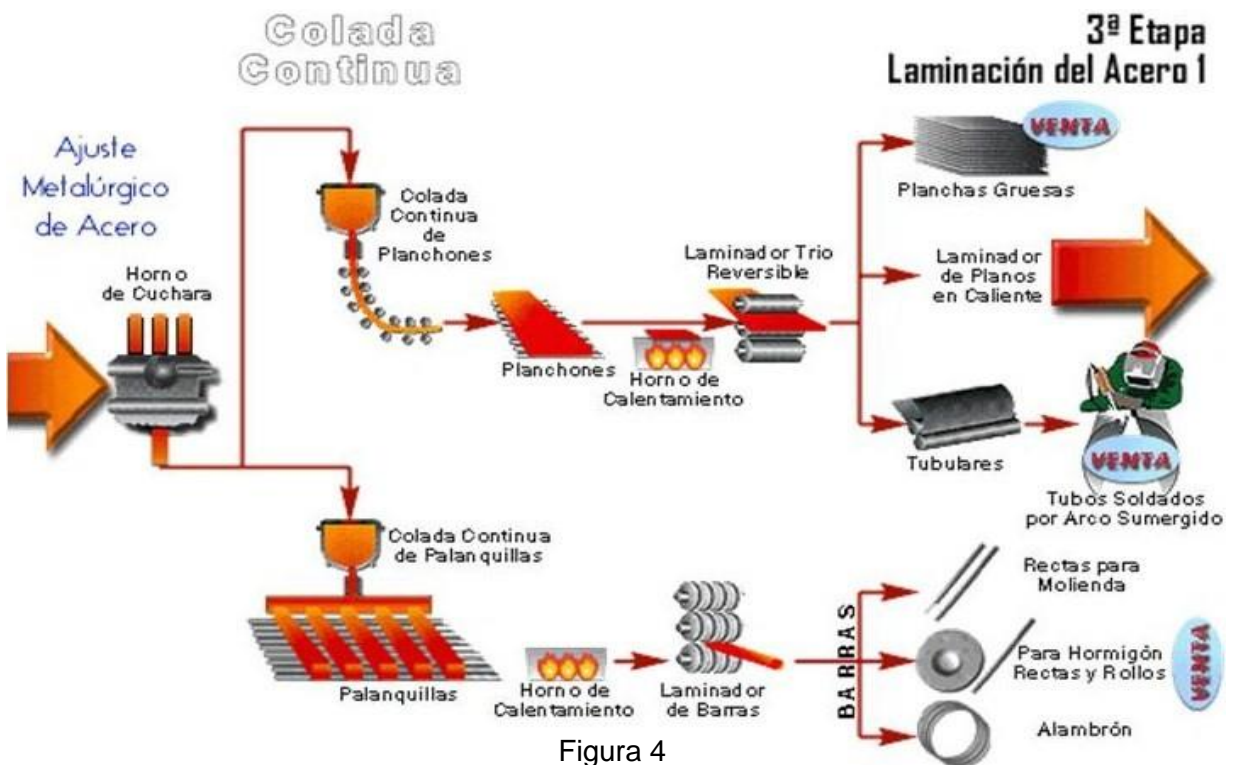 Colada
Continua
3ª Etapa
Laminación del Acero 1
Ajuste
Metalúrgico
de Acero
Horno
de Cuchara
Colada
Continua
de
Planchones
Planchones
Horno de
Calentamiento
Laminador Trio
Reversible
VENTA
Planchas Gruesas
Laminador
de Planos
en Caliente
Tubulares
VENTA
Tubos Soldados
por Arco Sumergido
Colada Continua
de Palanquillas
Palanquillas
Horno de
Calentamiento
Laminador
de Barras
BARRAS
Rectas para
Molienda
Para Hormigón
Rectas y Rollos
VENTA
Alambrón
Figura 4